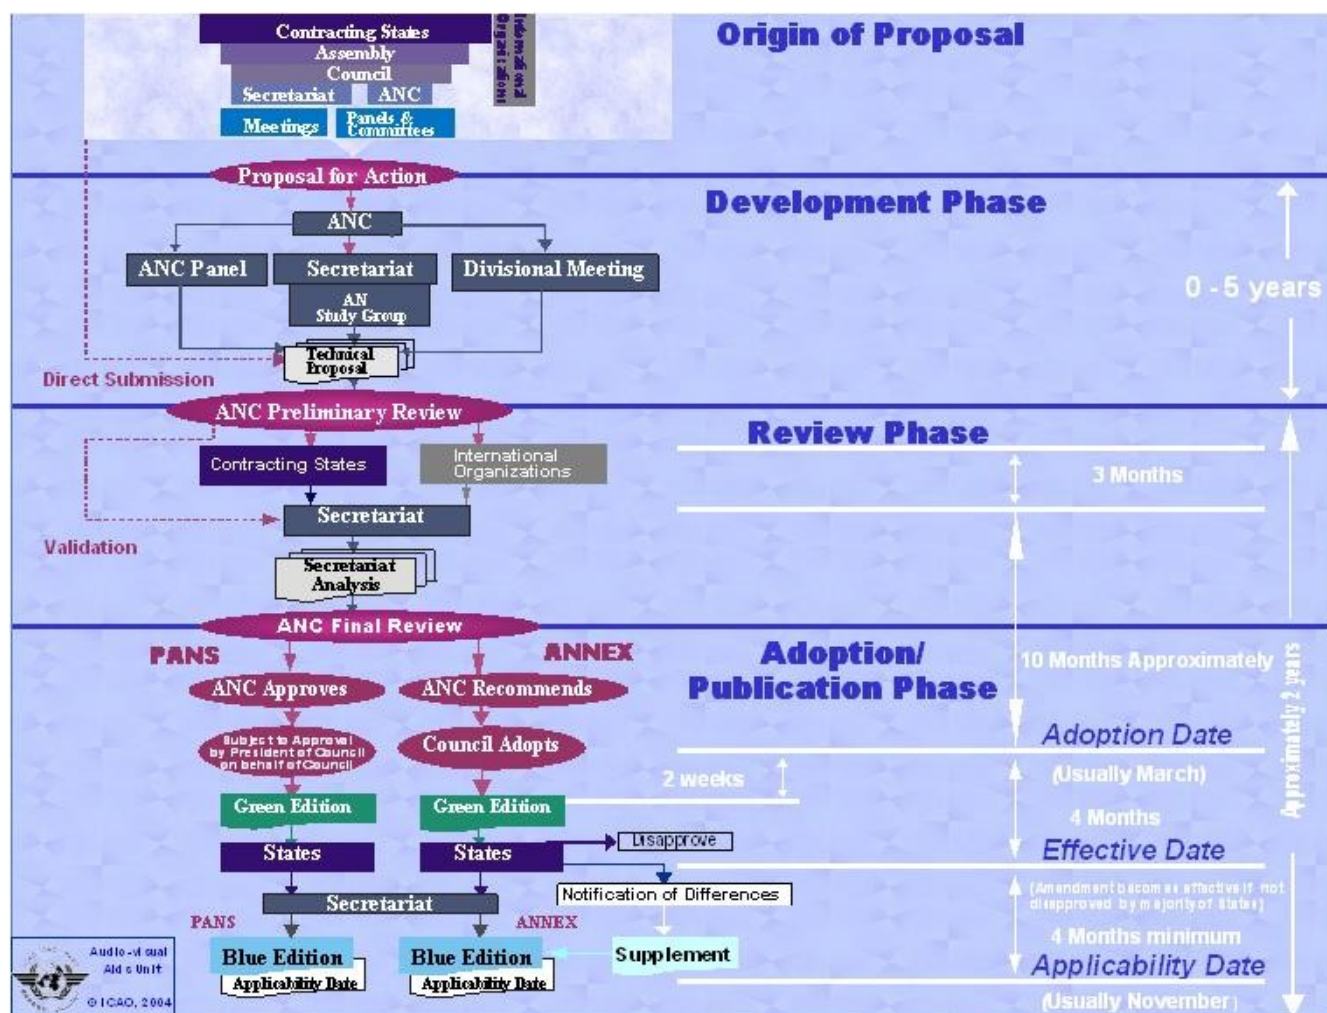 Contracting States
Assembly
Council
Secretariat
ANC
Meetings
Panels &
Committees
International
Organizations
Origin of Proposal
Proposal for Action
Development Phase
ANC
ANC Panel
Secretariat
Divisional Meeting
AN
Study Group
0 - 5 years
Technical
Proposal
Direct Submission
ANC Preliminary Review
Review Phase
Contracting States
International
Organizations
3 Months
Secretariat
Validation
Secretariat
Analysis
ANC Final Review
PANS
ANNEX
Adoption/
Publication Phase
10 Months Approximately
Approximately 2 years
ANC Approves
ANC Recommends
Subject to Approval
by President of Council
on behalf of Council
Council Adopts
Adoption Date
(Usually March)
2 weeks
Green Edition
Green Edition
4 Months
States
States
Disapprove
Effective Date
Notification of Differences
(Amendment becomes effective if not
disapproved by majority of States)
Secretariat
PANS
ANNEX
4 Months minimum
Blue Edition
Blue Edition
Supplement
Applicability Date
Applicability Date
Applicability Date
(Usually November)
Audio-visual
Aids Unit
© ICAO, 2004